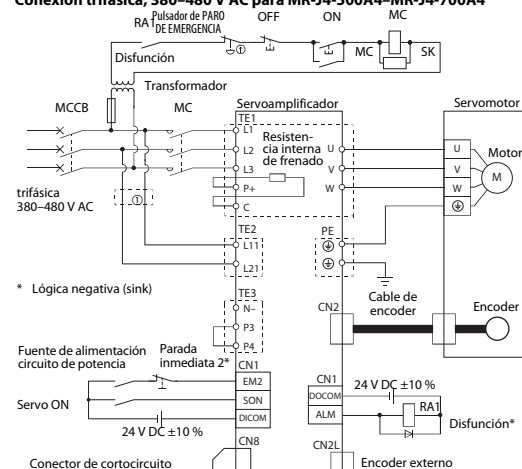 Conexión trifásica, 380–480 V AC para MR-J4-500A4–MR-J4-700A4
RA1 Pulsador de PARO DE EMERGENCIA OFF ON MC
① MC SK
Disfunción
Transformador
MCCB MC Servoamplificador Servomotor
TE1
L1
Resisten-
cia interna
de frenado
U U Motor
L2
V V M
L3
W W
P+
C
trifásica
380–480 V AC
①
TE2 PE
L11
L21
* Lógica negativa (sink)
TE3
N–
P3
P4
CN2 Cable de
encoder
Encoder
Fuente de alimentación
circuito de potencia
Parada
inmediata 2*
CN1 CN1
EM2 DOCOM 24 V DC ±10 %
Servo ON SON ALM RA1
Disfunción*
DICOM
24 V DC ±10 %
CN8 CN2L
Conector de cortocircuito Encoder externo